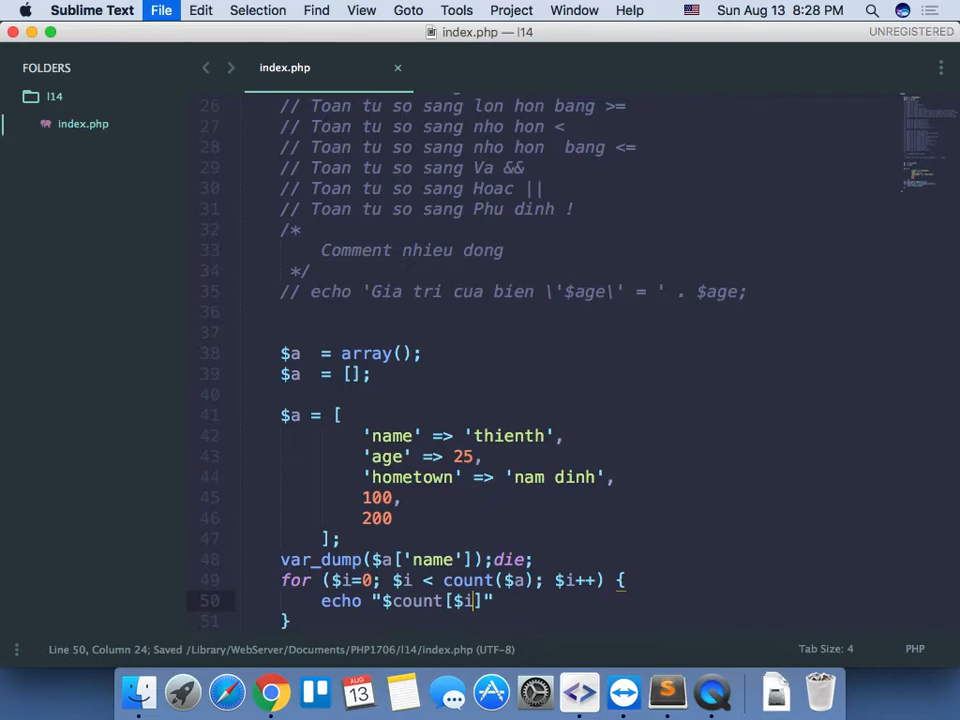 Sublime Text File Edit Selection Find View Goto Tools Project Window Help Sun Aug 13 8:28 PM
index.php — l14 UNREGISTERED
FOLDERS
l14
index.php
index.php ×
26 // Toan tu so sang lon hon bang >=
27 // Toan tu so sang nho hon <
28 // Toan tu so sang nho hon  bang <=
29 // Toan tu so sang Va &&
30 // Toan tu so sang Hoac ||
31 // Toan tu so sang Phu dinh !
32 /*
33 Comment nhieu dong
34 */
35 // echo 'Gia tri cua bien \'$age\' = ' . $age;
36
37
38 $a  = array();
39 $a  = [];
40
41 $a = [
42 'name' => 'thienth',
43 'age' => 25,
44 'hometown' => 'nam dinh',
45 100,
46 200
47 ];
48 var_dump($a['name']);die;
49 for ($i=0; $i < count($a); $i++) {
50 echo "$count[$i]"
51 }
Line 50, Column 24; Saved /Library/WebServer/Documents/PHP1706/l14/index.php (UTF-8) Tab Size: 4 PHP
AUG
13